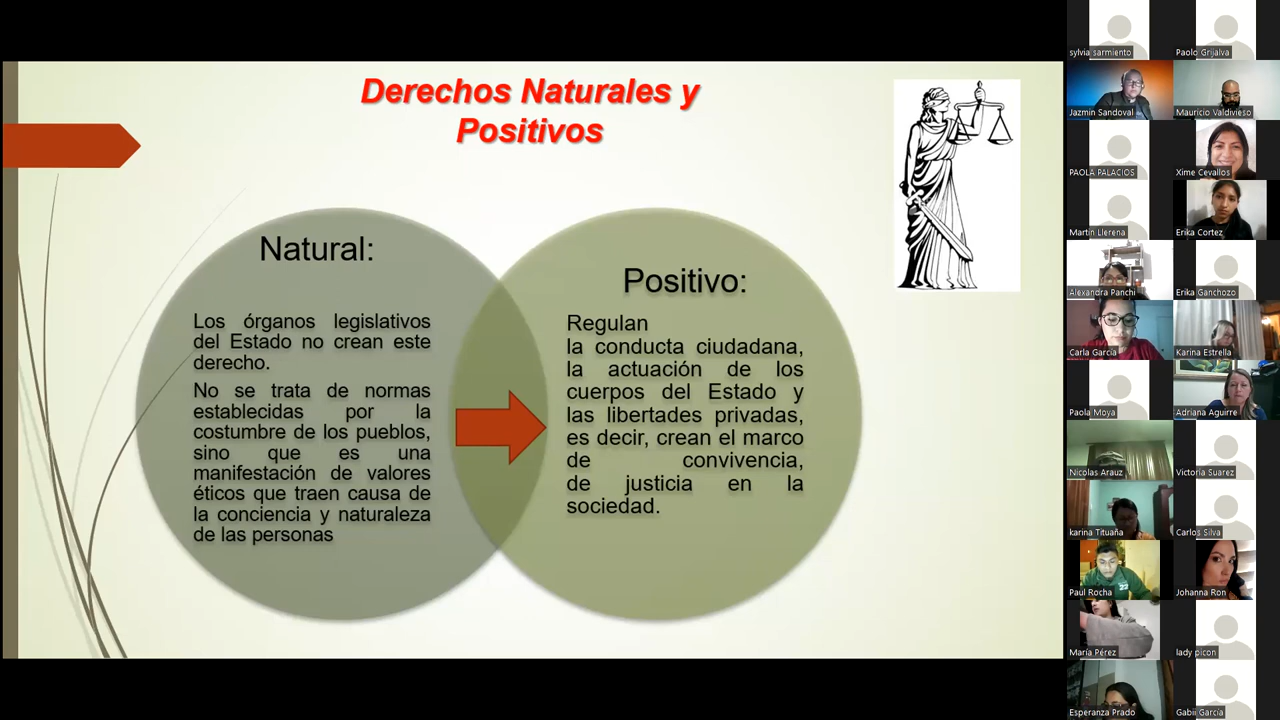 Derechos Naturales y
Positivos
Natural:
Los órganos legislativos
del Estado no crean este
derecho.
No se trata de normas
establecidas por la
costumbre de los pueblos,
sino que es una
manifestación de valores
éticos que traen causa de
la conciencia y naturaleza
de las personas
Positivo:
Regulan
la conducta ciudadana,
la actuación de los
cuerpos del Estado y
las libertades privadas,
es decir, crean el marco
de convivencia,
de justicia en la
sociedad.
sylvia sarmiento
Paolo Grijalva
Jazmin Sandoval
Mauricio Valdivieso
PAOLA PALACIOS
Xime Cevallos
Martin Llerena
Erika Cortez
Alexandra Panchi
Erika Ganchozo
Carla Garcia
Karina Estrella
Paola Moya
Adriana Aguirre
Nicolas Arauz
Victoria Suarez
karina Tituaña
Carlos Silva
Paul Rocha
22
Johanna Ron
María Pérez
lady picon
Esperanza Prado
Gabii García